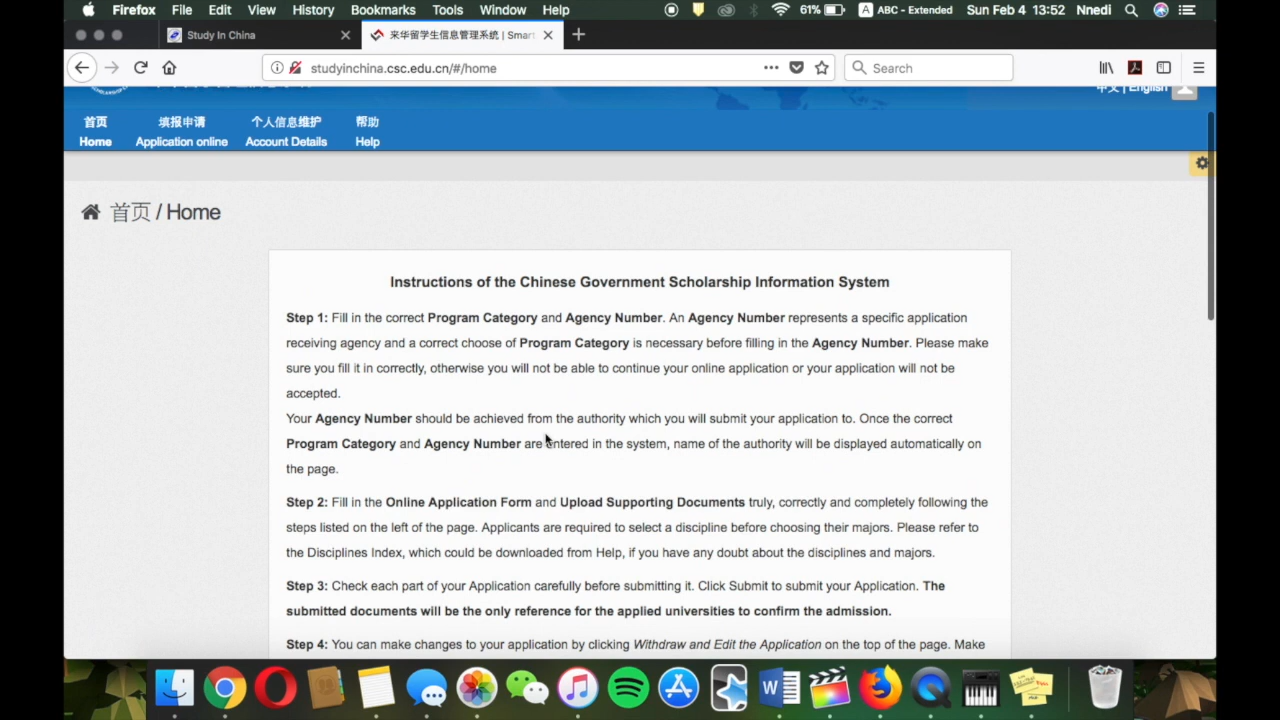 Firefox File Edit View History Bookmarks Tools Window Help 61% A ABC - Extended Sun Feb 4 13:52 Nnedi
Study In China 来华留学生信息管理系统 | Smar
studyinchina.csc.edu.cn/#/home Search
中文 | English
首页 填报申请 个人信息维护 帮助
Home Application online Account Details Help
首页 / Home
Instructions of the Chinese Government Scholarship Information System
Step 1: Fill in the correct Program Category and Agency Number. An Agency Number represents a specific application
receiving agency and a correct choose of Program Category is necessary before filling in the Agency Number. Please make
sure you fill it in correctly, otherwise you will not be able to continue your online application or your application will not be
accepted.
Your Agency Number should be achieved from the authority which you will submit your application to. Once the correct
Program Category and Agency Number are entered in the system, name of the authority will be displayed automatically on
the page.
Step 2: Fill in the Online Application Form and Upload Supporting Documents truly, correctly and completely following the
steps listed on the left of the page. Applicants are required to select a discipline before choosing their majors. Please refer to
the Disciplines Index, which could be downloaded from Help, if you have any doubt about the disciplines and majors.
Step 3: Check each part of your Application carefully before submitting it. Click Submit to submit your Application. The
submitted documents will be the only reference for the applied universities to confirm the admission.
Step 4: You can make changes to your application by clicking Withdraw and Edit the Application on the top of the page. Make